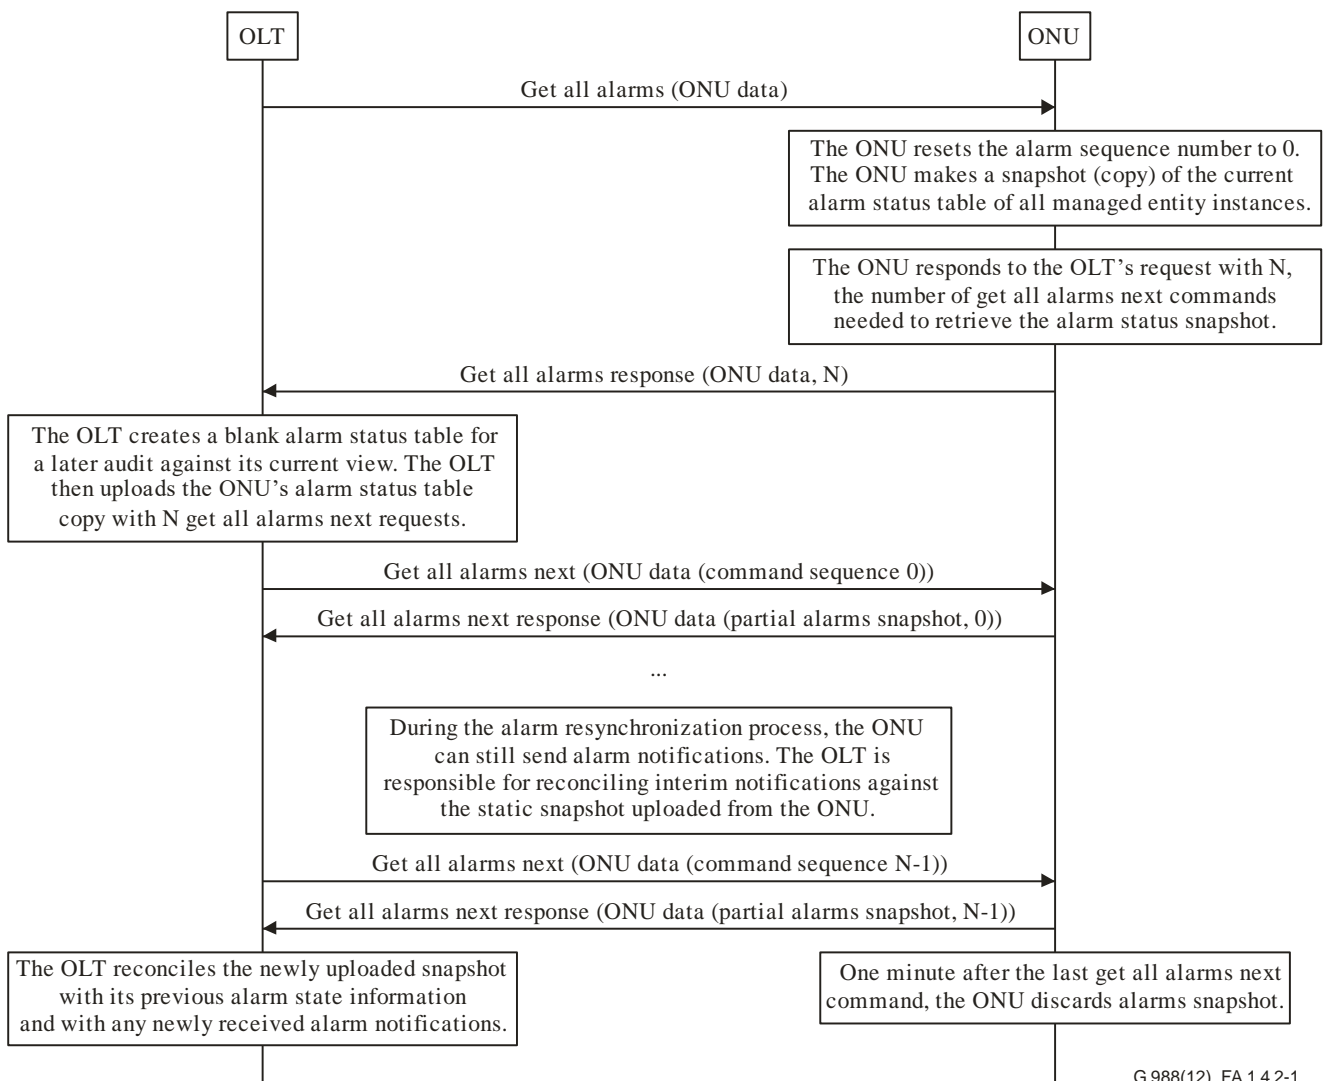 OLT
ONU
Get all alarms (ONU data)
The ONU resets the alarm sequence number to 0.
The ONU makes a snapshot (copy) of the current
alarm status table of all managed entity instances.
The ONU responds to the OLT's request with N,
the number of get all alarms next commands
needed to retrieve the alarm status snapshot.
Get all alarms response (ONU data, N)
The OLT creates a blank alarm status table for
a later audit against its current view. The OLT
then uploads the ONU's alarm status table
copy with N get all alarms next requests.
Get all alarms next (ONU data (command sequence 0))
Get all alarms next response (ONU data (partial alarms snapshot, 0))
...
During the alarm resynchronization process, the ONU
can still send alarm notifications. The OLT is
responsible for reconciling interim notifications against
the static snapshot uploaded from the ONU.
Get all alarms next (ONU data (command sequence N-1))
Get all alarms next response (ONU data (partial alarms snapshot, N-1))
The OLT reconciles the newly uploaded snapshot
with its previous alarm state information
and with any newly received alarm notifications.
One minute after the last get all alarms next
command, the ONU discards alarms snapshot.
G.988(12)_FA.1.4.2-1